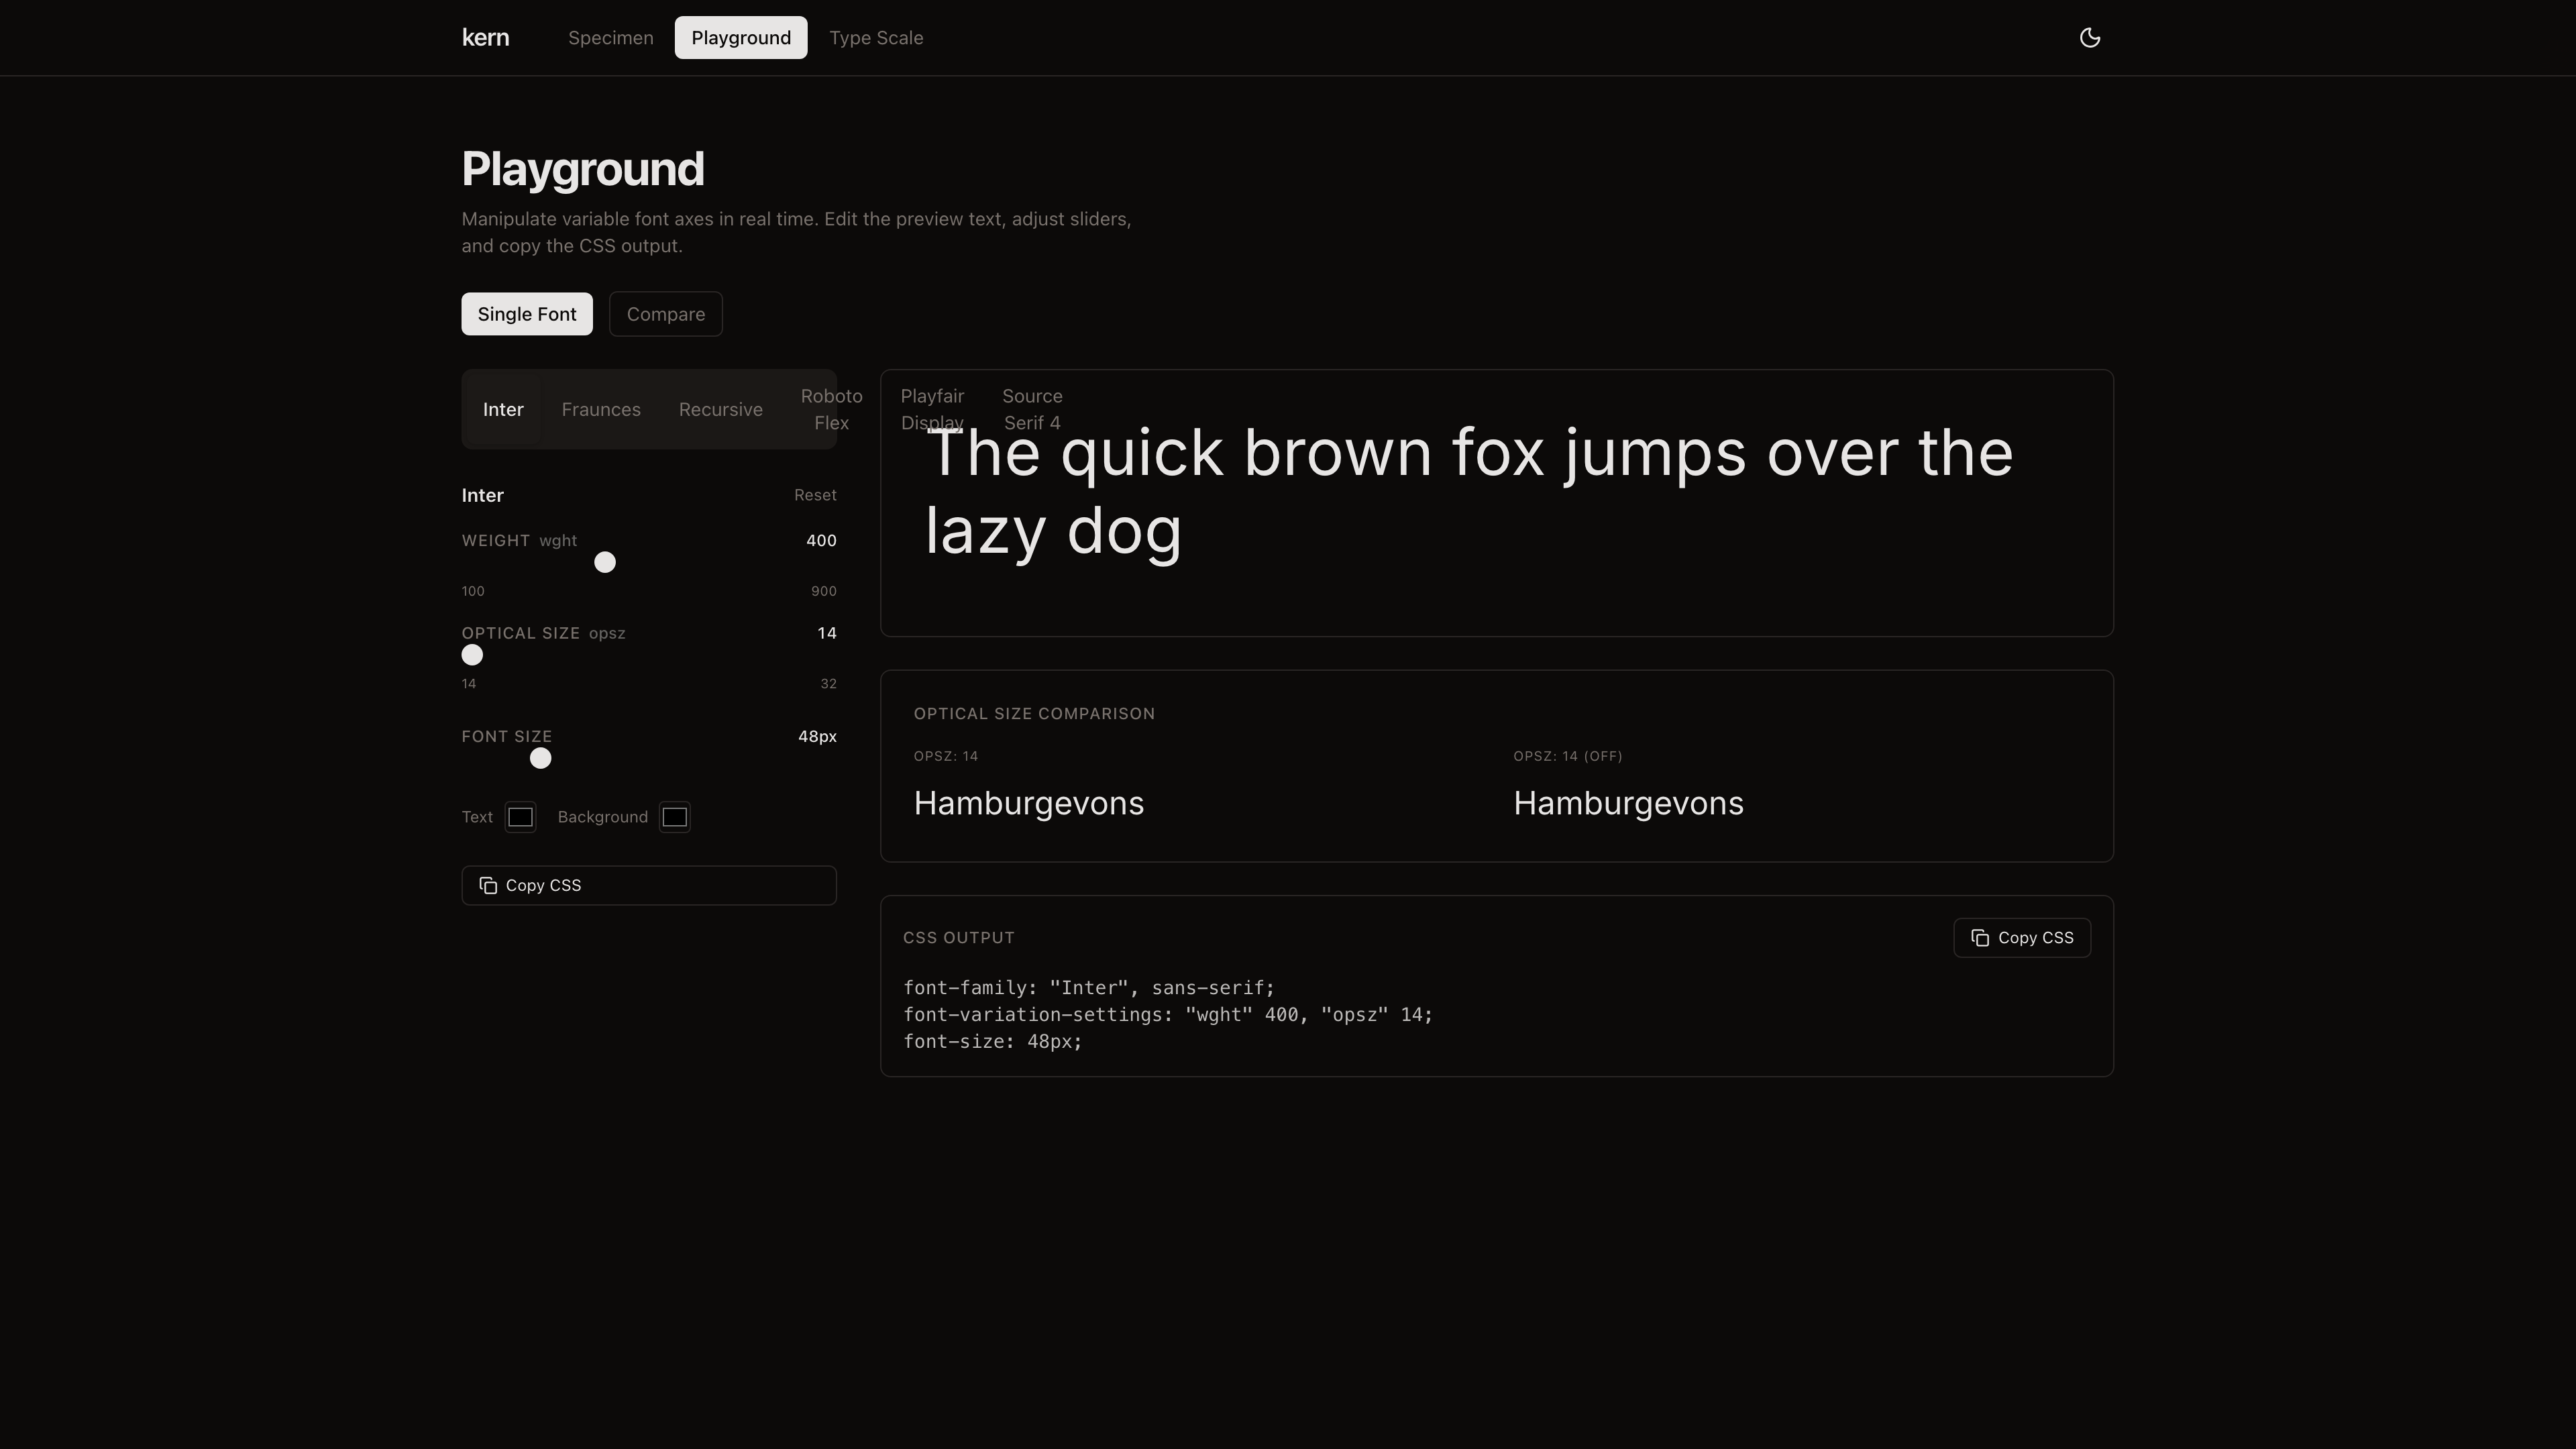 kern
Specimen
Playground
Type Scale
Playground
Manipulate variable font axes in real time. Edit the preview text, adjust sliders,
and copy the CSS output.
Single Font
Compare
Inter
Fraunces
Recursive
Roboto
Flex
Playfair
Display
Source
Serif 4
Inter
Reset
WEIGHT wght
400
100
900
OPTICAL SIZE opsz
14
14
32
FONT SIZE
48px
Text
Background
Copy CSS
The quick brown fox jumps over the
lazy dog
OPTICAL SIZE COMPARISON
OPSZ: 14
Hamburgevons
OPSZ: 14 (OFF)
Hamburgevons
CSS OUTPUT
Copy CSS
font-family: "Inter", sans-serif;
font-variation-settings: "wght" 400, "opsz" 14;
font-size: 48px;